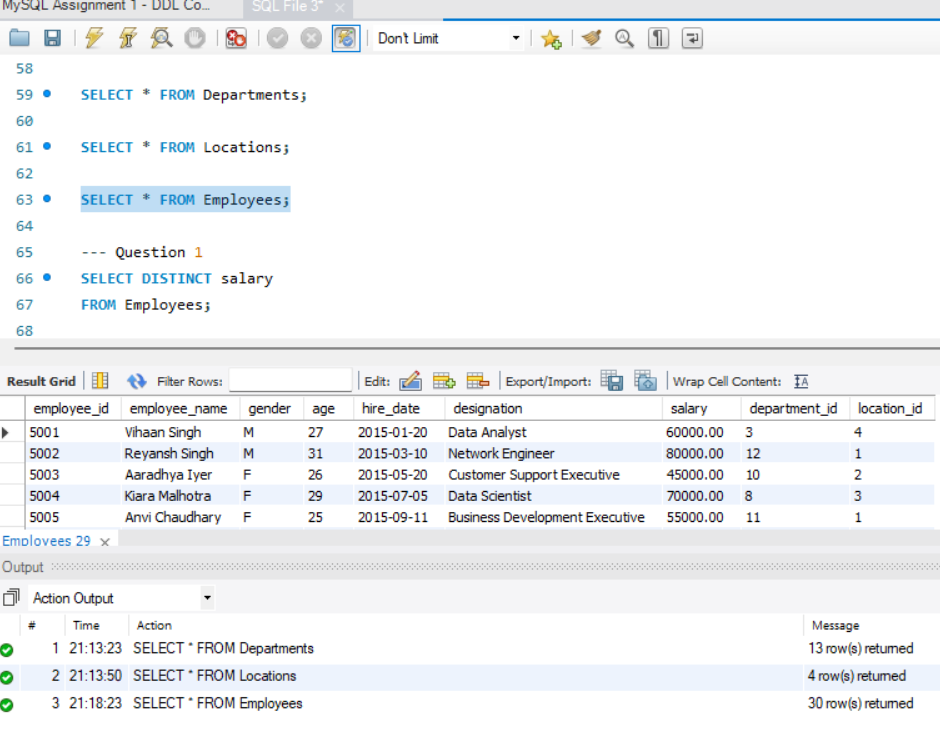 MySQL Assignment 1 - DDL Co... SQL File 3* ×
Don't Limit
58
59 SELECT * FROM Departments;
60
61 SELECT * FROM Locations;
62
63 SELECT * FROM Employees;
64
65 --- Question 1
66 SELECT DISTINCT salary
67 FROM Employees;
68
Result Grid Filter Rows: Edit: Export/Import: Wrap Cell Content: IA
employee_id employee_name gender age hire_date designation salary department_id location_id
5001 Vihaan Singh M 27 2015-01-20 Data Analyst 60000.00 3 4
5002 Reyansh Singh M 31 2015-03-10 Network Engineer 80000.00 12 1
5003 Aaradhya Iyer F 26 2015-05-20 Customer Support Executive 45000.00 10 2
5004 Kiara Malhotra F 29 2015-07-05 Data Scientist 70000.00 8 3
5005 Anvi Chaudhary F 25 2015-09-11 Business Development Executive 55000.00 11 1
Employees 29 ×
Output
Action Output
# Time Action Message
1 21:13:23 SELECT * FROM Departments 13 row(s) returned
2 21:13:50 SELECT * FROM Locations 4 row(s) returned
3 21:18:23 SELECT * FROM Employees 30 row(s) returned